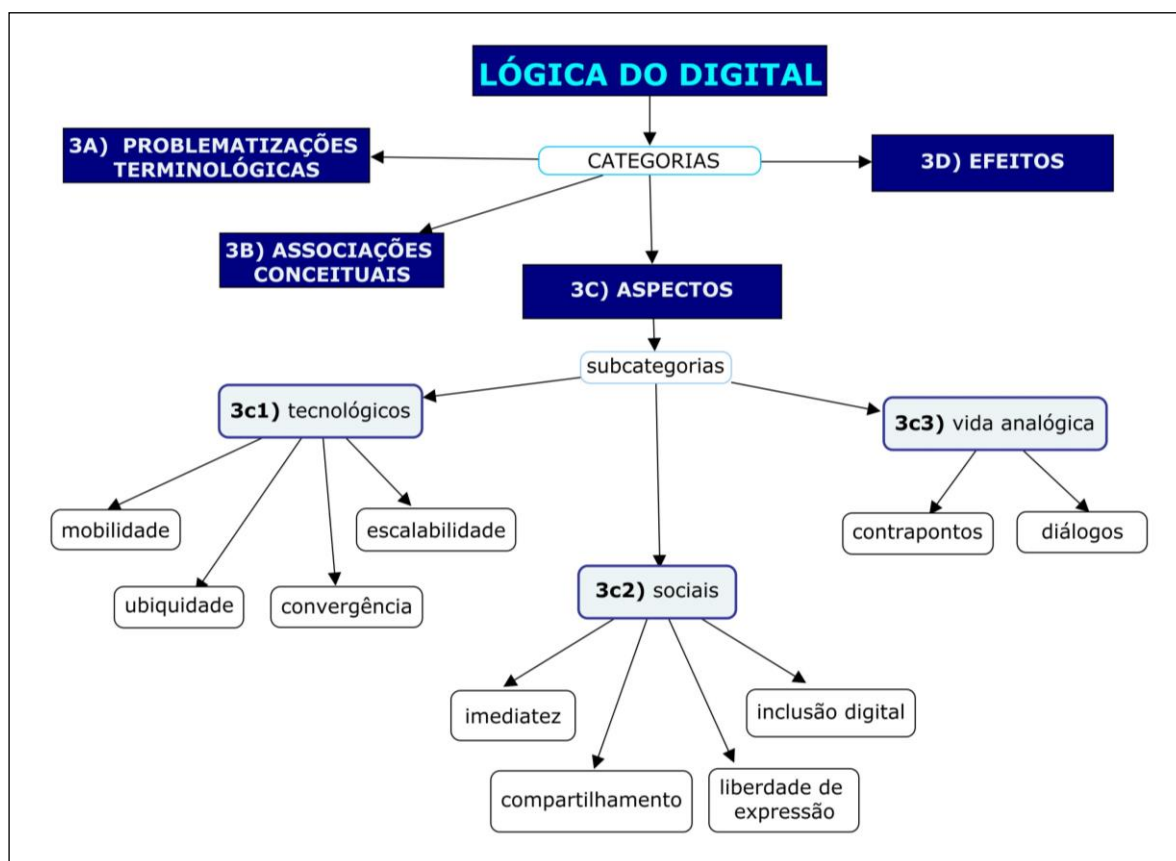 LÓGICA DO DIGITAL
3A) PROBLEMATIZAÇÕES
TERMINOLÓGICAS
CATEGORIAS
3D) EFEITOS
3B) ASSOCIAÇÕES
CONCEITUAIS
3C) ASPECTOS
subcategorias
3c1) tecnológicos
3c3) vida analógica
mobilidade
escalabilidade
contrapontos
diálogos
ubiquidade
convergência
3c2) sociais
imediatez
inclusão digital
compartilhamento
liberdade de
expressão